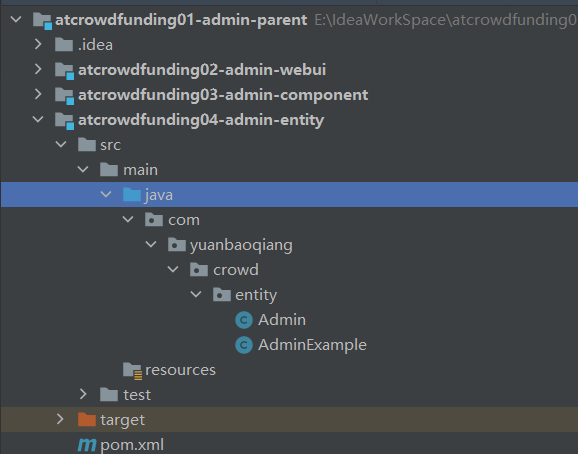 atcrowdfunding01-admin-parent E:\IdeaWorkSpace\atcrowdfunding0
.idea
atcrowdfunding02-admin-webui
atcrowdfunding03-admin-component
atcrowdfunding04-admin-entity
src
main
java
com
yuanbaoqiang
crowd
entity
C Admin
C AdminExample
resources
test
target
m pom.xml